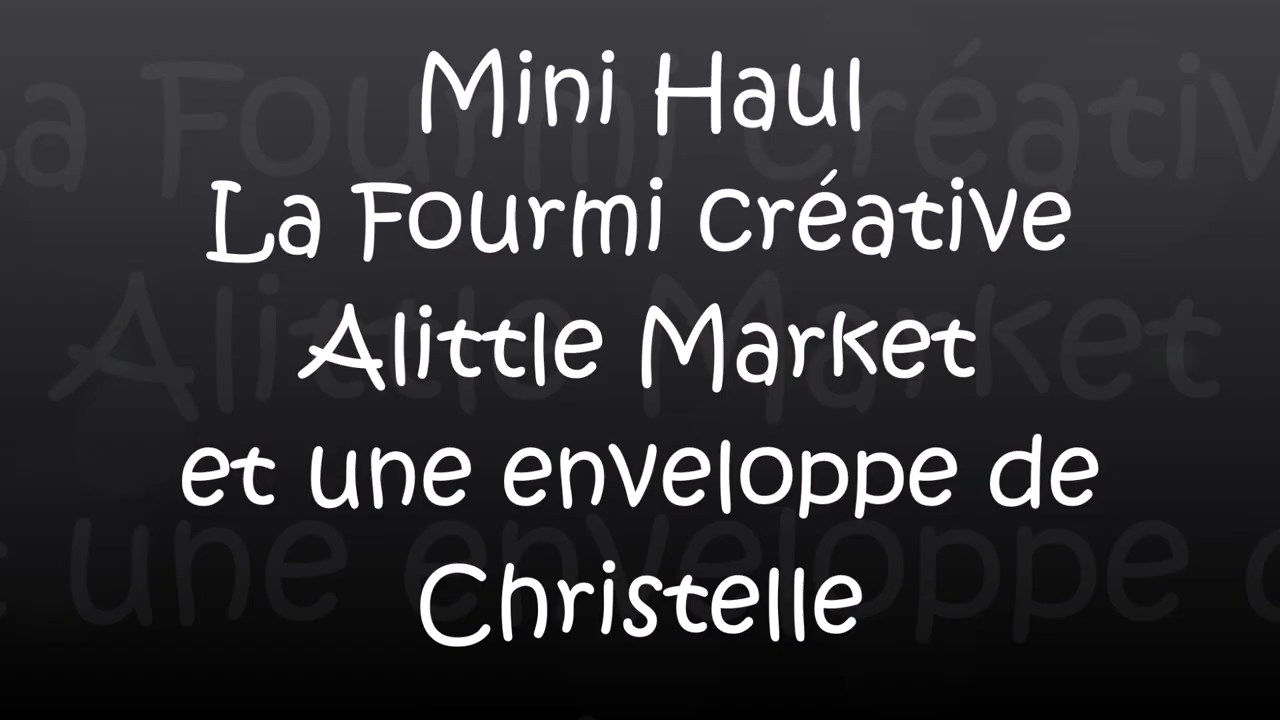 Mini Haul
La Fourmi créative
Alittle Market
et une enveloppe de
Christelle